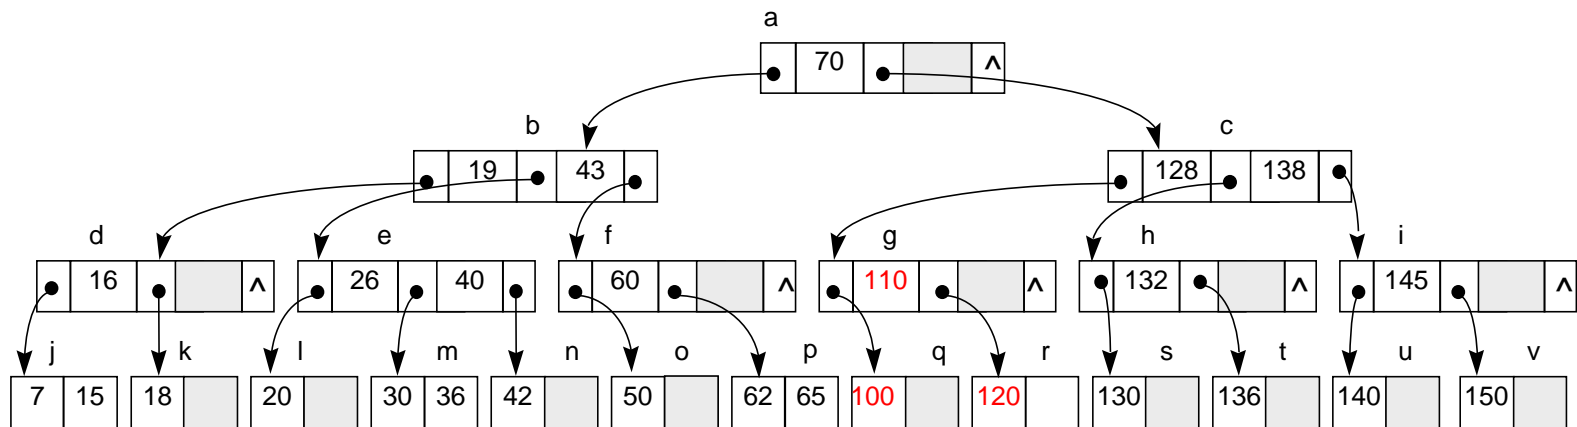 a
70 ^
b c
19 43 128 138
d e f g h i
16 ^ 26 40 60 ^ 110 ^ 132 ^ 145 ^
j k l m n o p q r s t u v
7 15 18 20 30 36 42 50 62 65 100 120 130 136 140 150